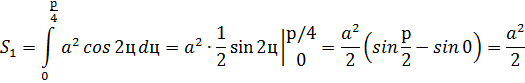 S₁ = ∫₀^{р/4} a² cos 2ц dц = a² · 1/2 sin 2ц |₀^{р/4} = a²/2 (sin р/2 − sin 0) = a²/2